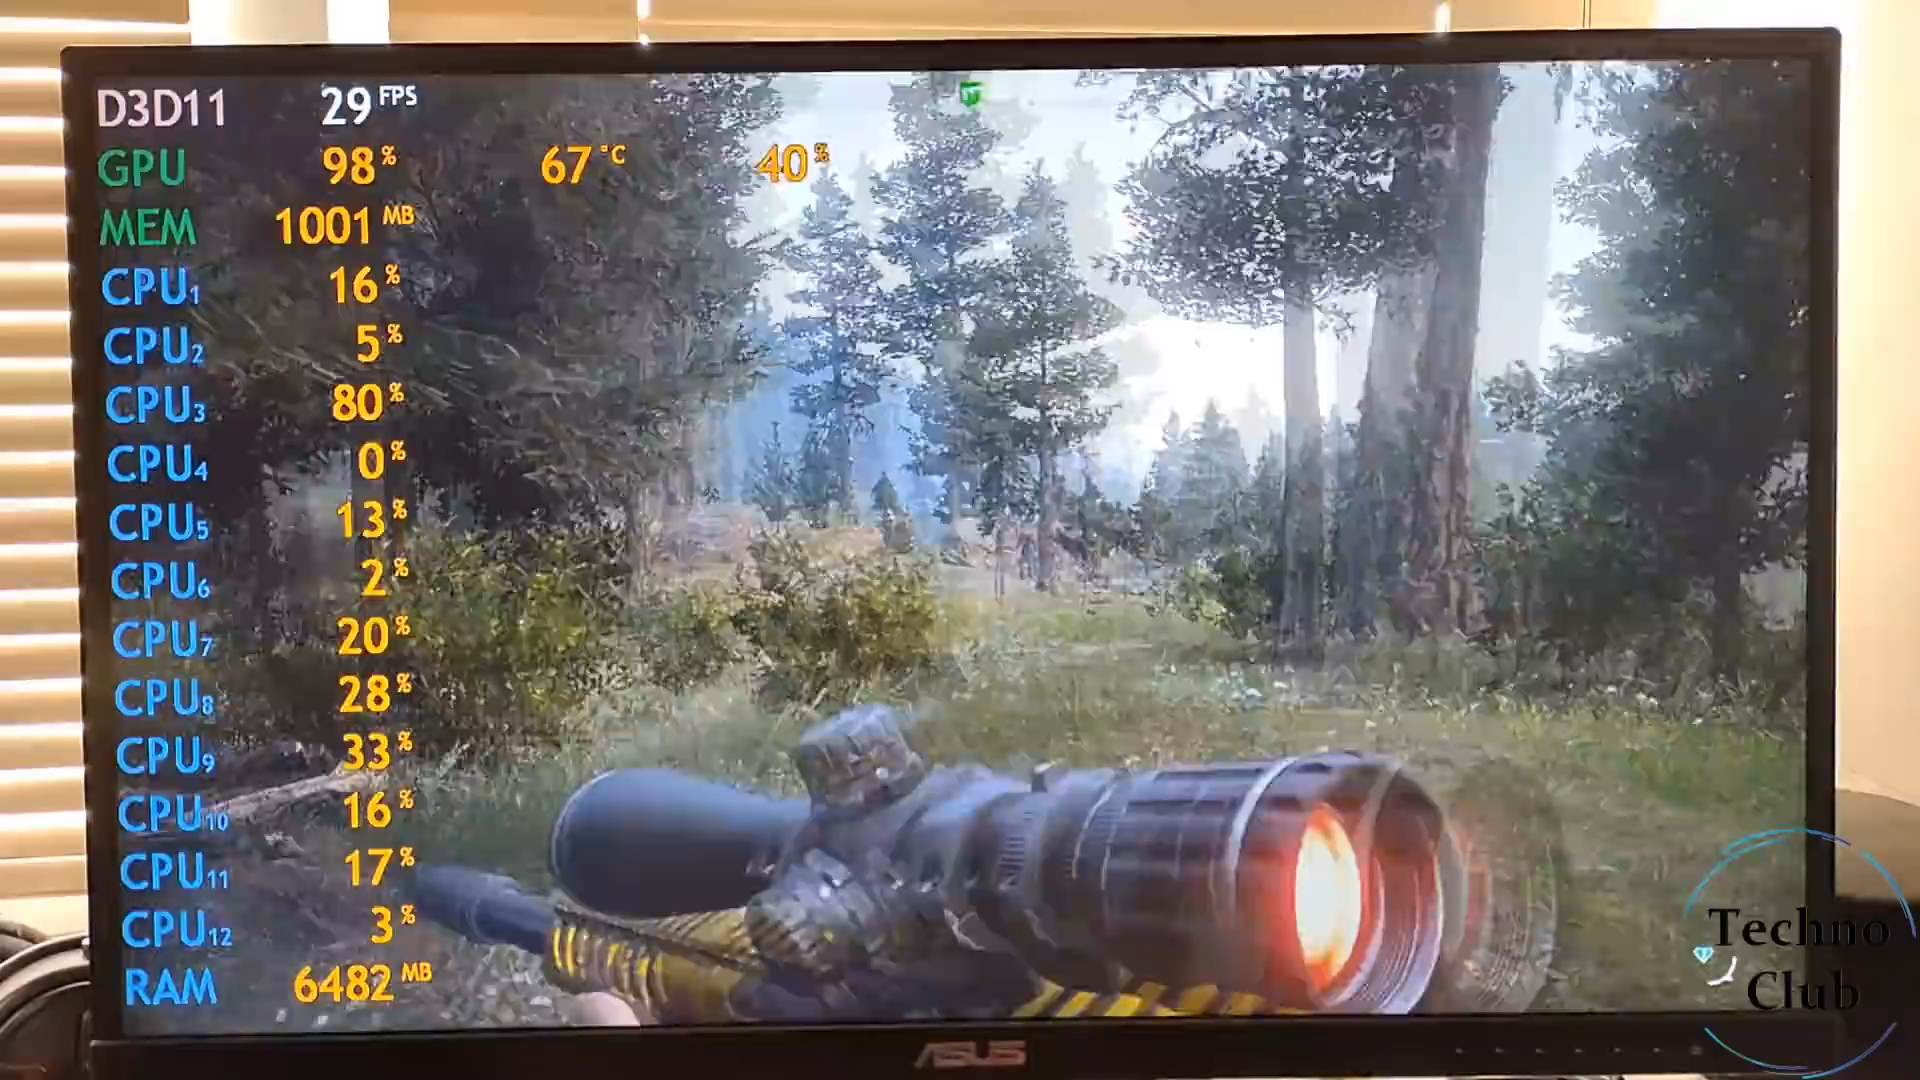 D3D11 29 FPS
GPU 98 % 67 °C 40 %
MEM 1001 MB
CPU1 16 %
CPU2 5 %
CPU3 80 %
CPU4 0 %
CPU5 13 %
CPU6 2 %
CPU7 20 %
CPU8 28 %
CPU9 33 %
CPU10 16 %
CPU11 17 %
CPU12 3 %
RAM 6482 MB
Techno
Club
ASUS